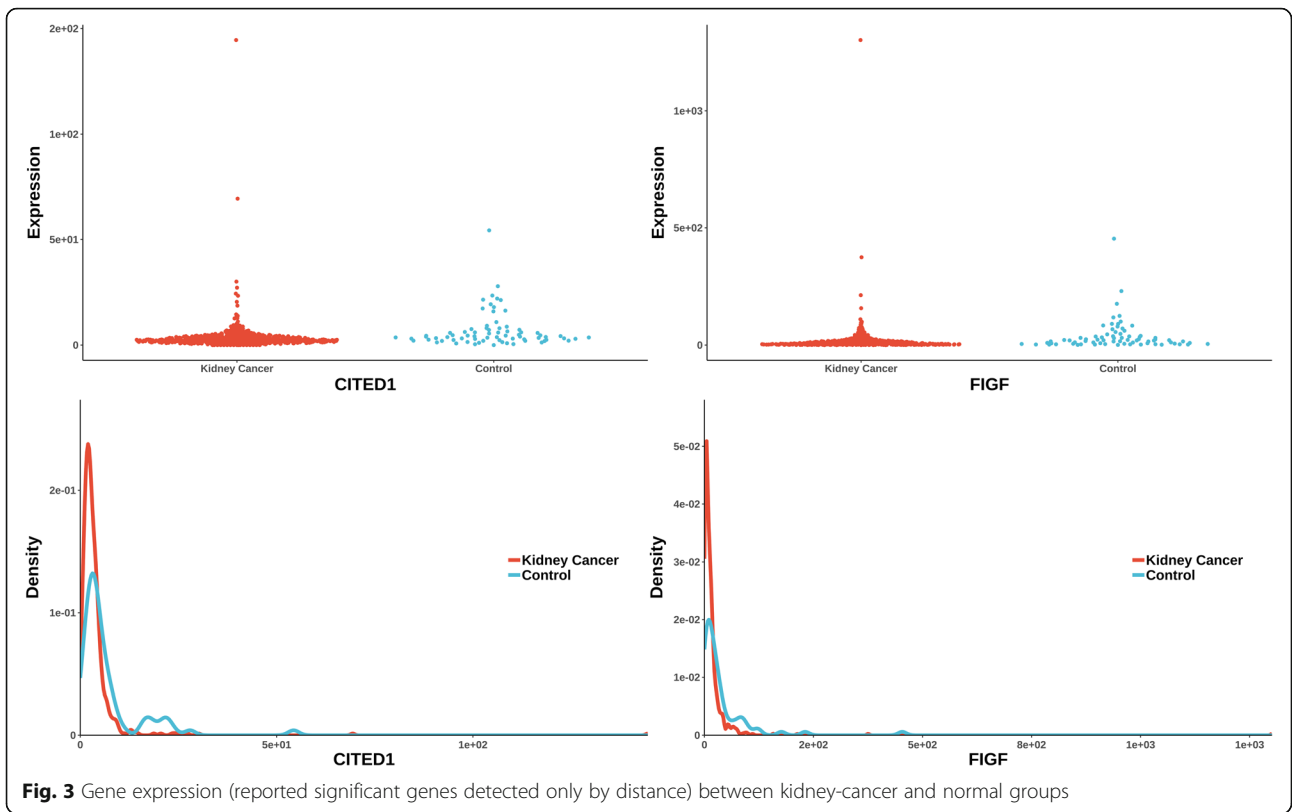 2e+02
1e+02
5e+01
0
Expression
Kidney Cancer
Control
CITED1
1e+03
5e+02
0
Expression
Kidney Cancer
Control
FIGF
2e-01
1e-01
0
Density
Kidney Cancer
Control
0
5e+01
1e+02
CITED1
5e-02
4e-02
3e-02
2e-02
1e-02
0
Density
Kidney Cancer
Control
0
2e+02
5e+02
8e+02
1e+03
1e+03
FIGF
Fig. 3 Gene expression (reported significant genes detected only by distance) between kidney-cancer and normal groups